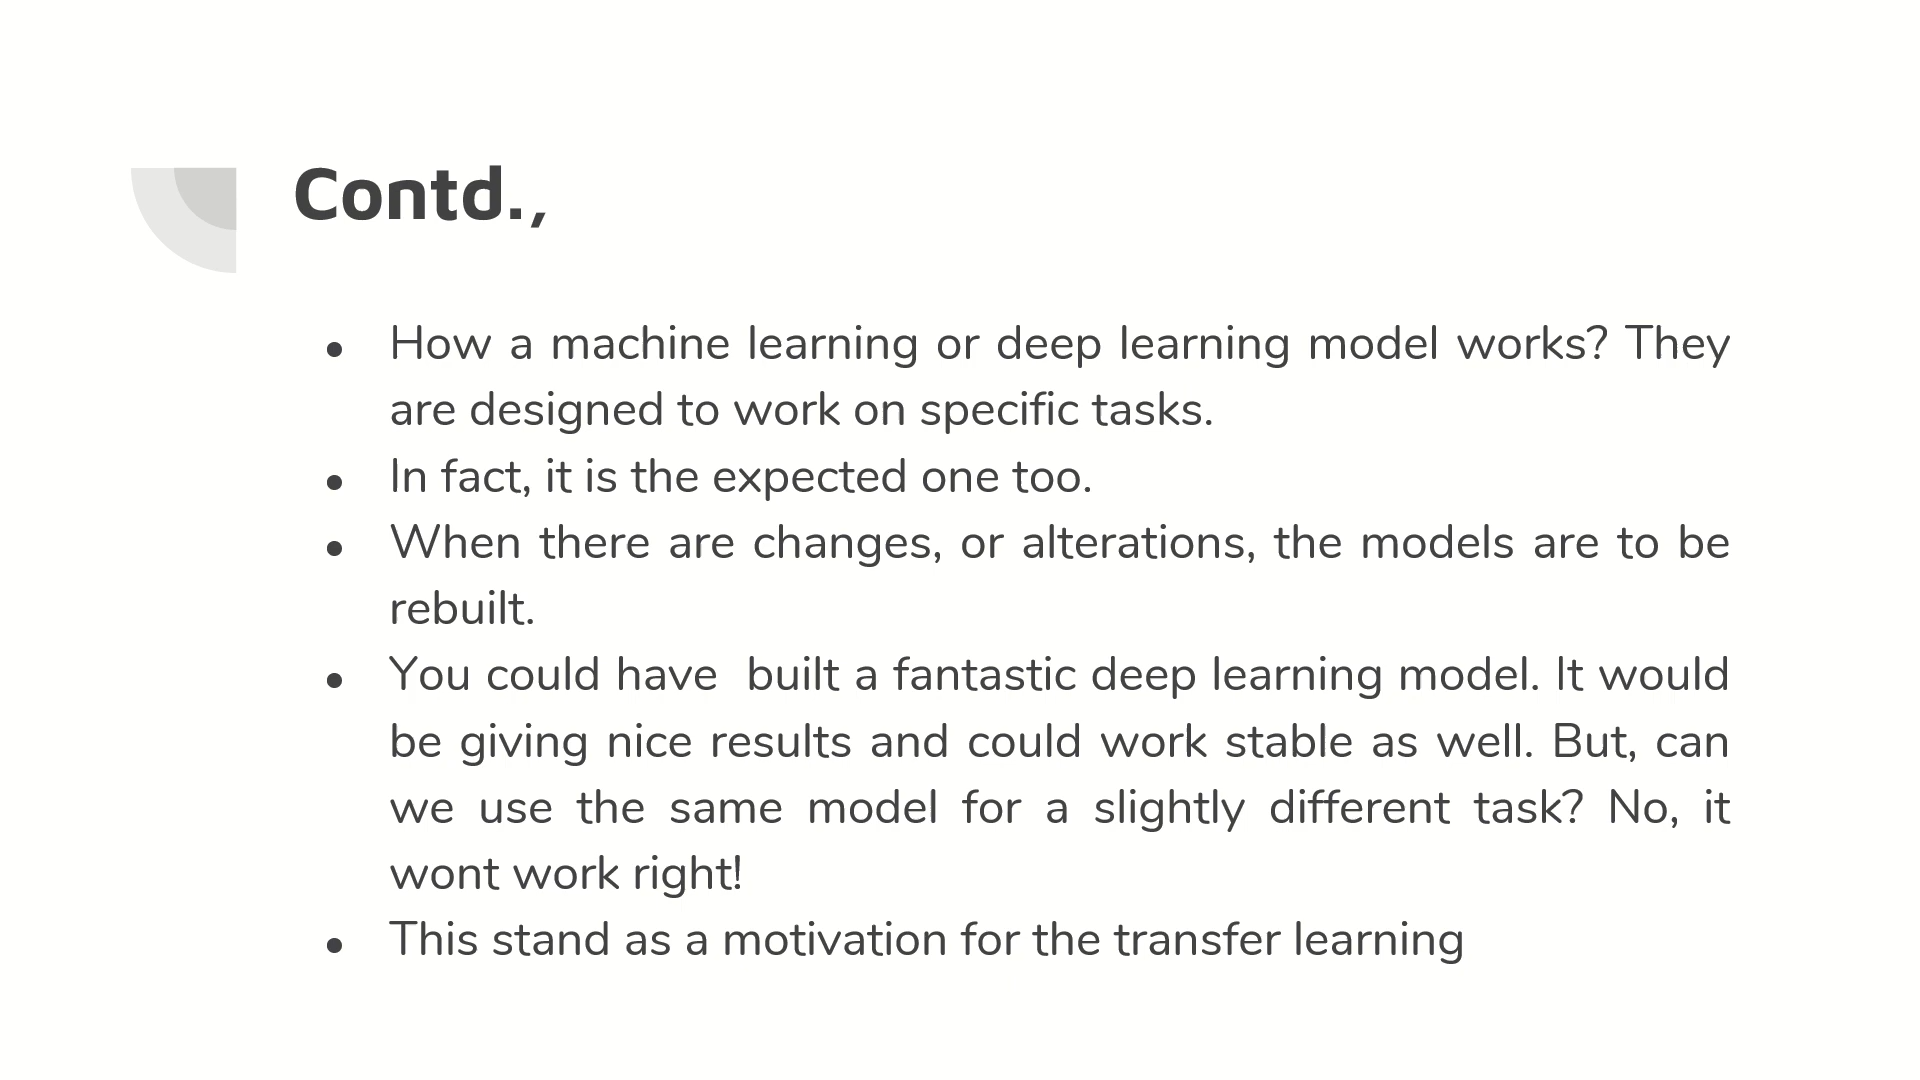 Contd.,
• How a machine learning or deep learning model works? They
are designed to work on specific tasks.
• In fact, it is the expected one too.
• When there are changes, or alterations, the models are to be
rebuilt.
• You could have  built a fantastic deep learning model. It would
be giving nice results and could work stable as well. But, can
we use the same model for a slightly different task? No, it
wont work right!
• This stand as a motivation for the transfer learning